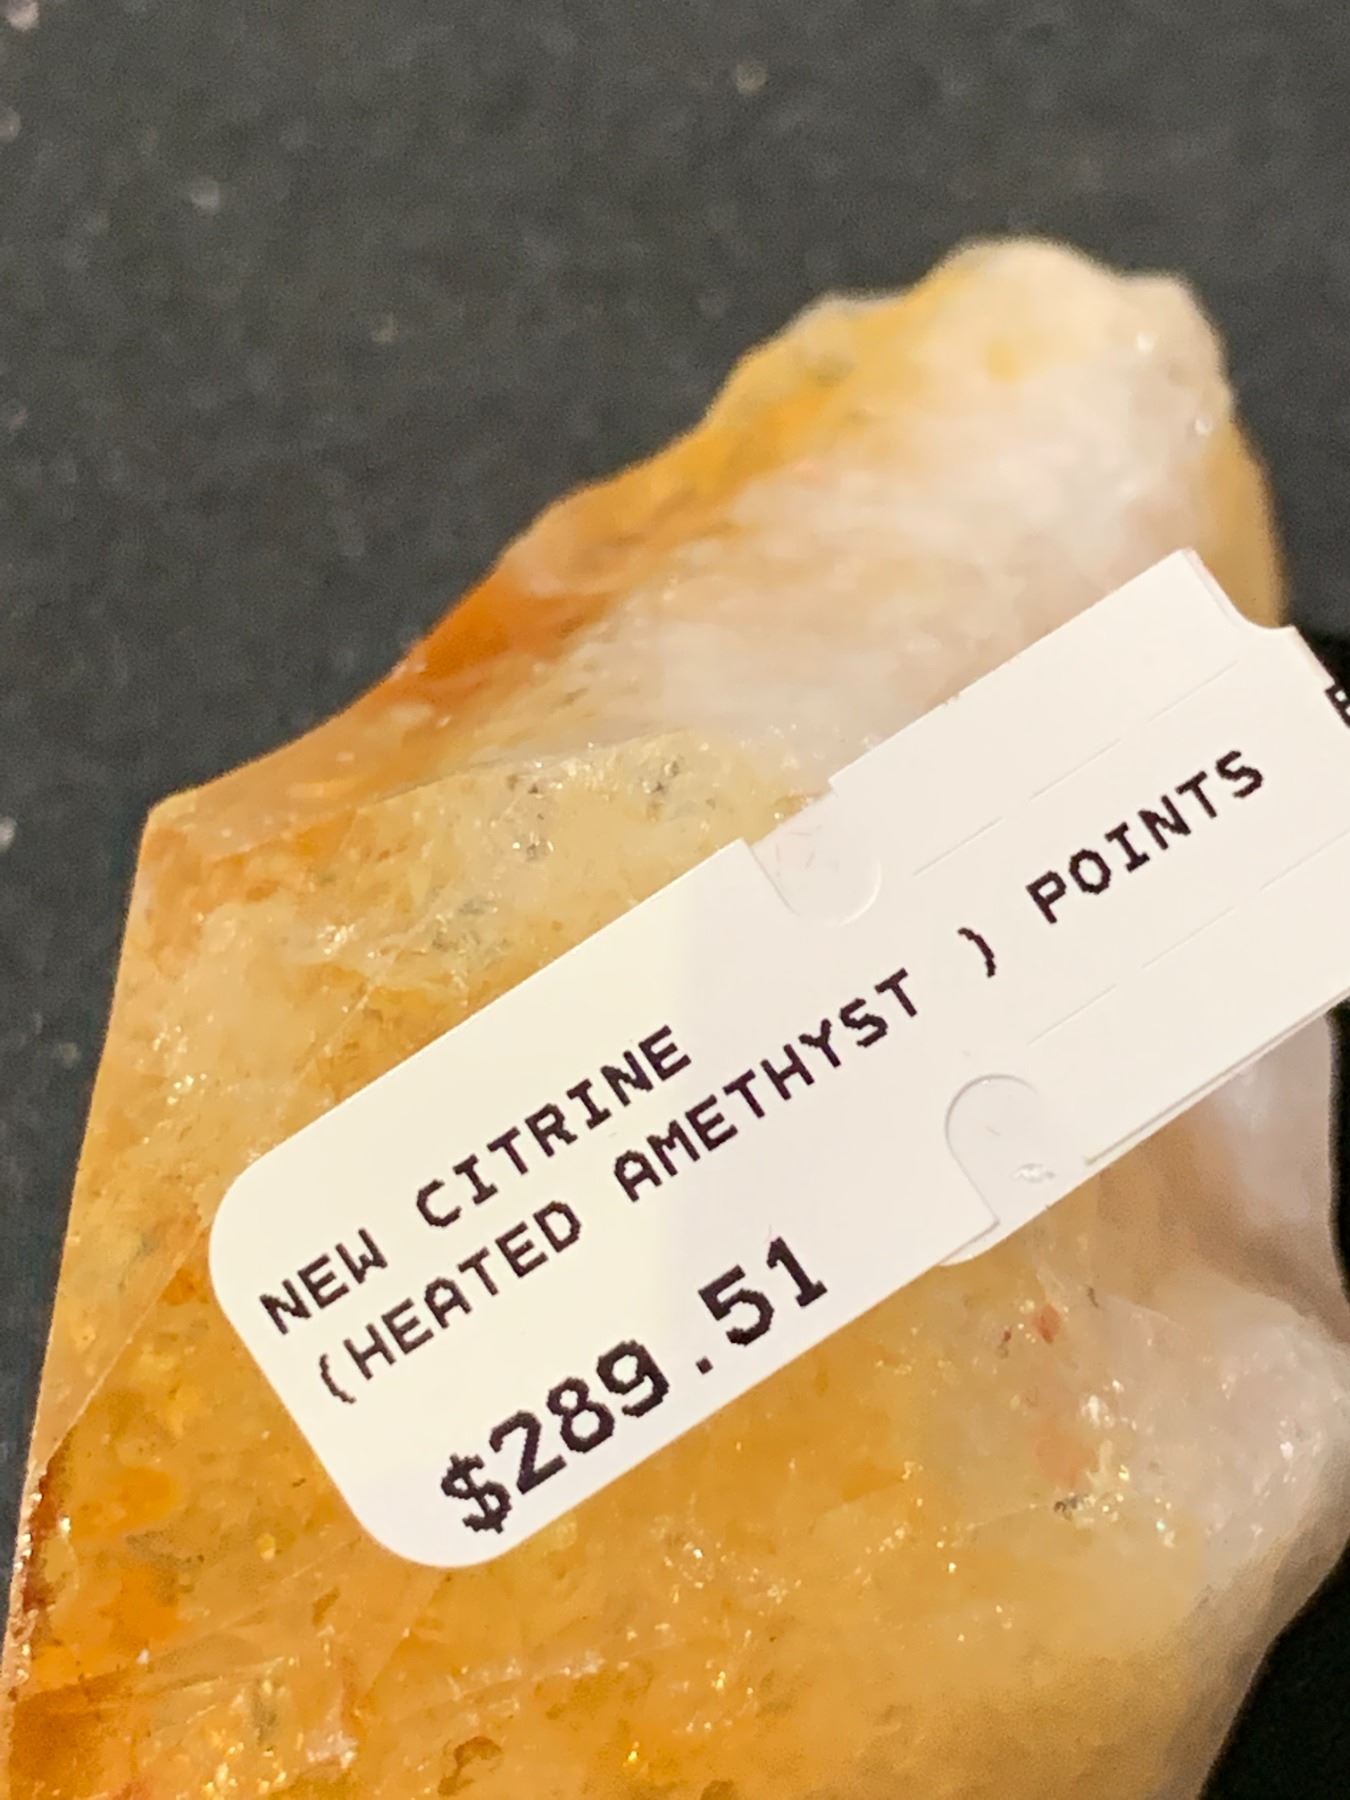 NEW CITRINE
(HEATED AMETHYST ) POINTS
$289.51